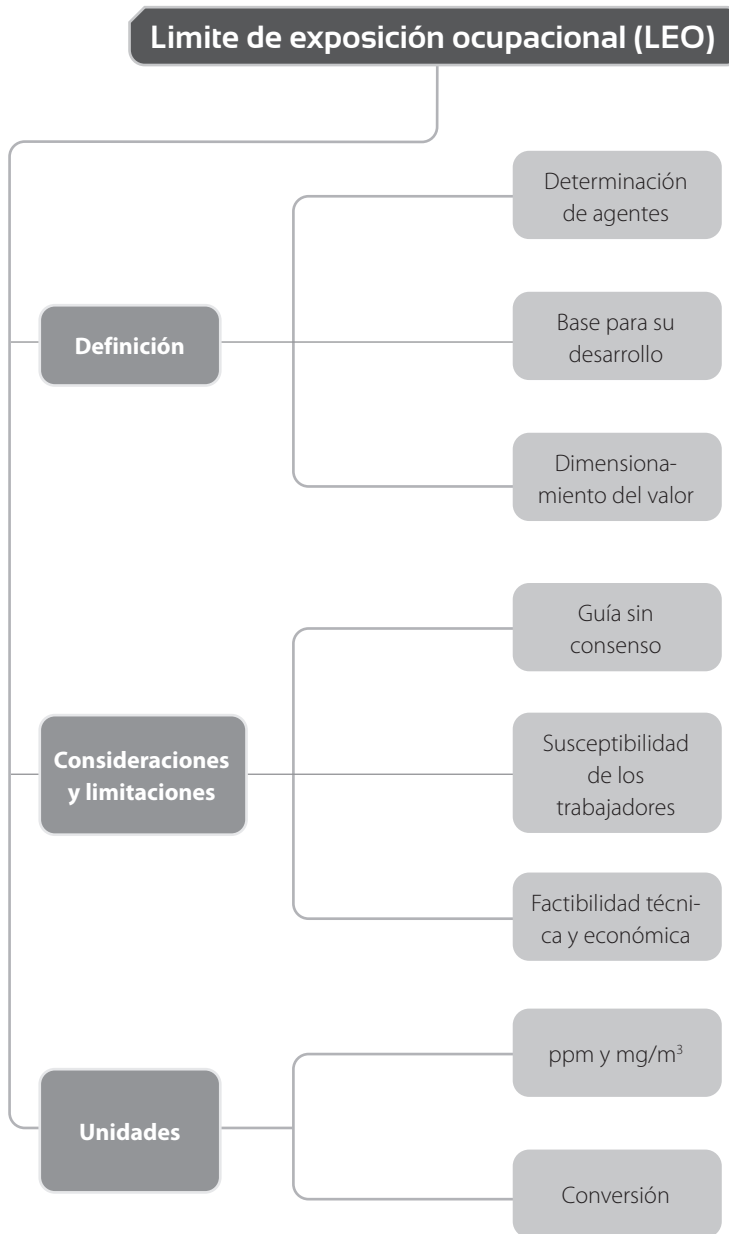 Limite de exposición ocupacional (LEO)
Definición
Determinación
de agentes
Base para su
desarrollo
Dimensiona-
miento del valor
Consideraciones
y limitaciones
Guía sin
consenso
Susceptibilidad
de los
trabajadores
Factibilidad técni-
ca y económica
Unidades
ppm y mg/m³
Conversión